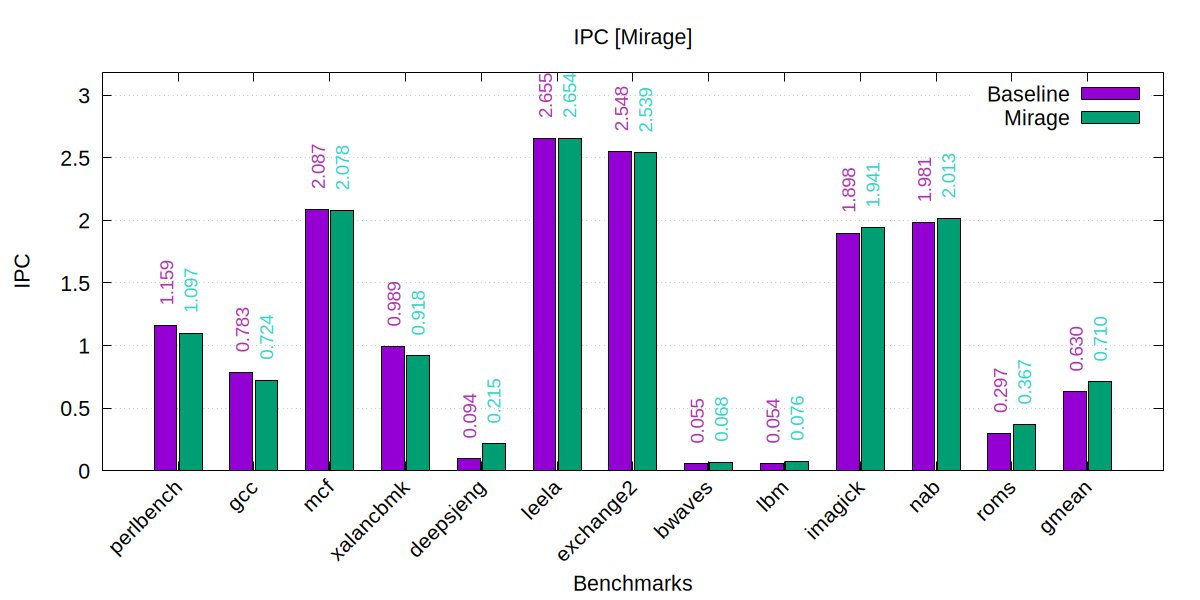 IPC [Mirage]
Baseline
Mirage
3
2.5
2
1.5
1
0.5
0
IPC
1.159
1.097
0.783
0.724
2.087
2.078
0.989
0.918
0.094
0.215
2.655
2.654
2.548
2.539
0.055
0.068
0.054
0.076
1.898
1.941
1.981
2.013
0.297
0.367
0.630
0.710
perlbench
gcc
mcf
xalancbmk
deepsjeng
leela
exchange2
bwaves
lbm
imagick
nab
roms
gmean
Benchmarks